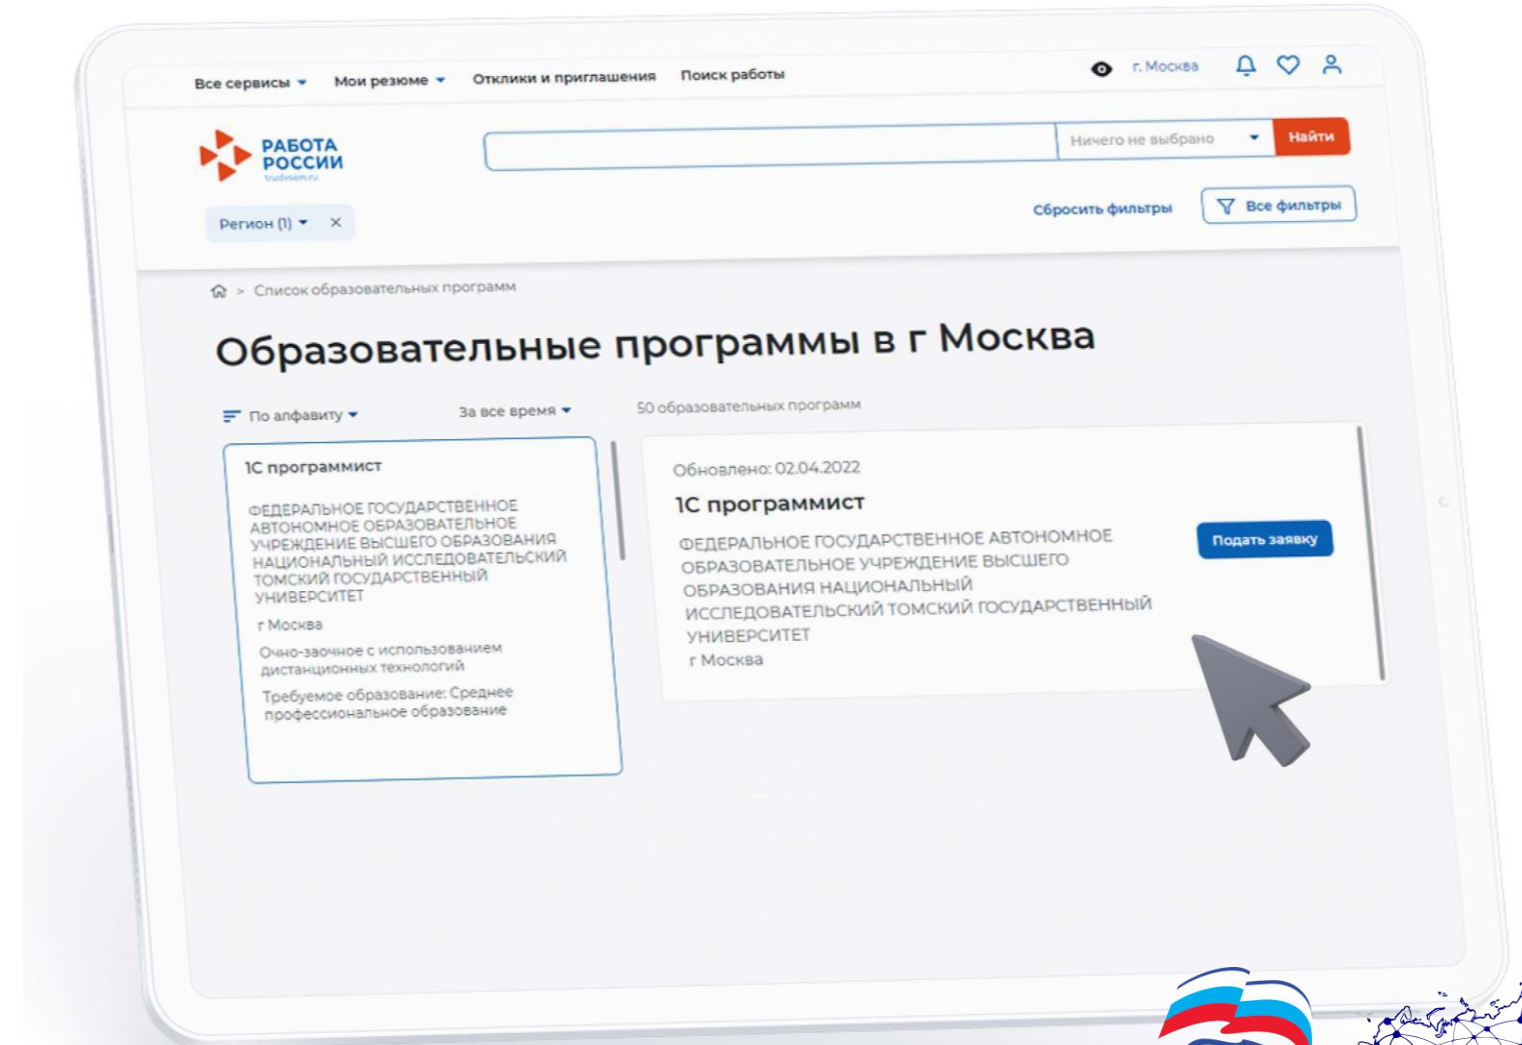 Все сервисы Мои резюме Отклики и приглашения Поиск работы г. Москва
РАБОТА
РОССИИ
trudvsem.ru
Ничего не выбрано Найти
Регион (1) × Сбросить фильтры Все фильтры
> Список образовательных программ
Образовательные программы в г Москва
По алфавиту За все время 50 образовательных программ
1С программист
ФЕДЕРАЛЬНОЕ ГОСУДАРСТВЕННОЕ
АВТОНОМНОЕ ОБРАЗОВАТЕЛЬНОЕ
УЧРЕЖДЕНИЕ ВЫСШЕГО ОБРАЗОВАНИЯ
НАЦИОНАЛЬНЫЙ ИССЛЕДОВАТЕЛЬСКИЙ
ТОМСКИЙ ГОСУДАРСТВЕННЫЙ
УНИВЕРСИТЕТ
г Москва
Очно-заочное с использованием
дистанционных технологий
Требуемое образование: Среднее
профессиональное образование
Обновлено: 02.04.2022
1С программист
ФЕДЕРАЛЬНОЕ ГОСУДАРСТВЕННОЕ АВТОНОМНОЕ
ОБРАЗОВАТЕЛЬНОЕ УЧРЕЖДЕНИЕ ВЫСШЕГО
ОБРАЗОВАНИЯ НАЦИОНАЛЬНЫЙ
ИССЛЕДОВАТЕЛЬСКИЙ ТОМСКИЙ ГОСУДАРСТВЕННЫЙ
УНИВЕРСИТЕТ
г Москва
Подать заявку